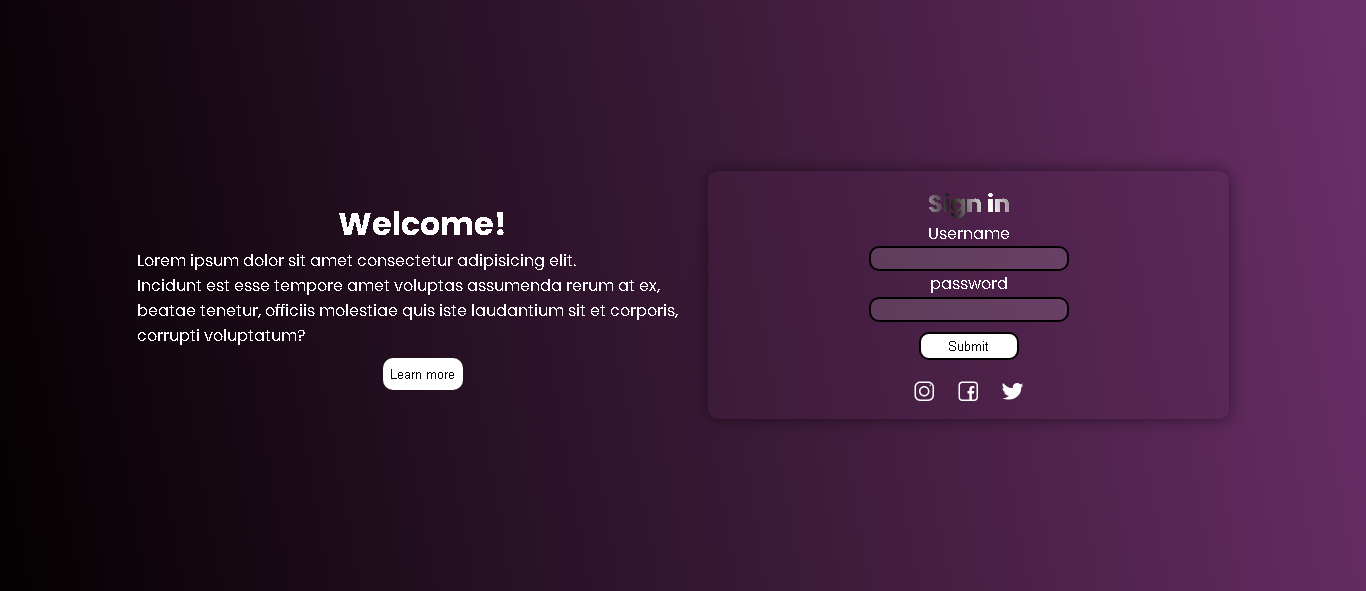 Welcome!
Lorem ipsum dolor sit amet consectetur adipisicing elit.
Incidunt est esse tempore amet voluptas assumenda rerum at ex,
beatae tenetur, officiis molestiae quis iste laudantium sit et corporis,
corrupti voluptatum?
Learn more
Sign in
Username
password
Submit